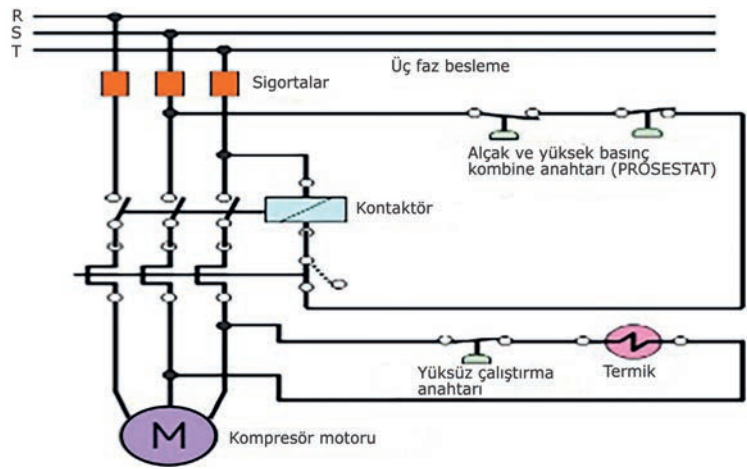 R
S
T
Üç faz besleme
Sigortalar
Alçak ve yüksek basınç
kombine anahtarı (PROSESTAT)
Kontaktör
Yüksüz çalıştırma
anahtarı
Termik
M
Kompresör motoru